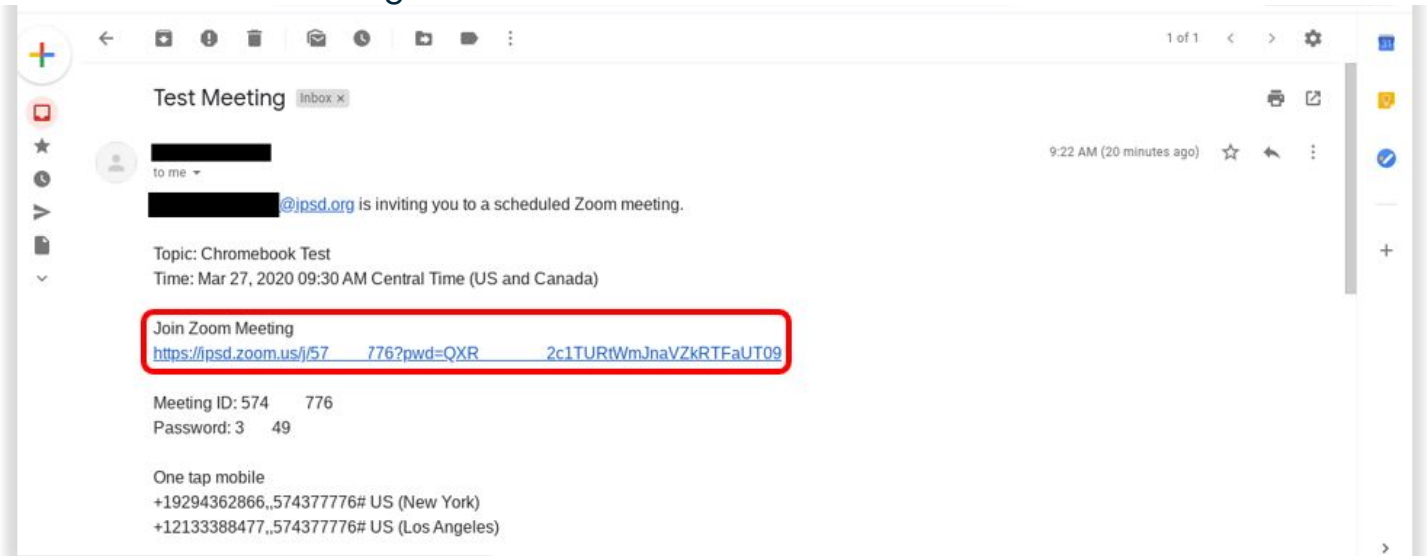 1 of 1
Test Meeting Inbox ×
9:22 AM (20 minutes ago)
to me
@ipsd.org is inviting you to a scheduled Zoom meeting.
Topic: Chromebook Test
Time: Mar 27, 2020 09:30 AM Central Time (US and Canada)
Join Zoom Meeting
https://ipsd.zoom.us/j/57 776?pwd=QXR 2c1TURtWmJnaVZkRTFaUT09
Meeting ID: 574 776
Password: 3 49
One tap mobile
+19294362866,,574377776# US (New York)
+12133388477,,574377776# US (Los Angeles)
31